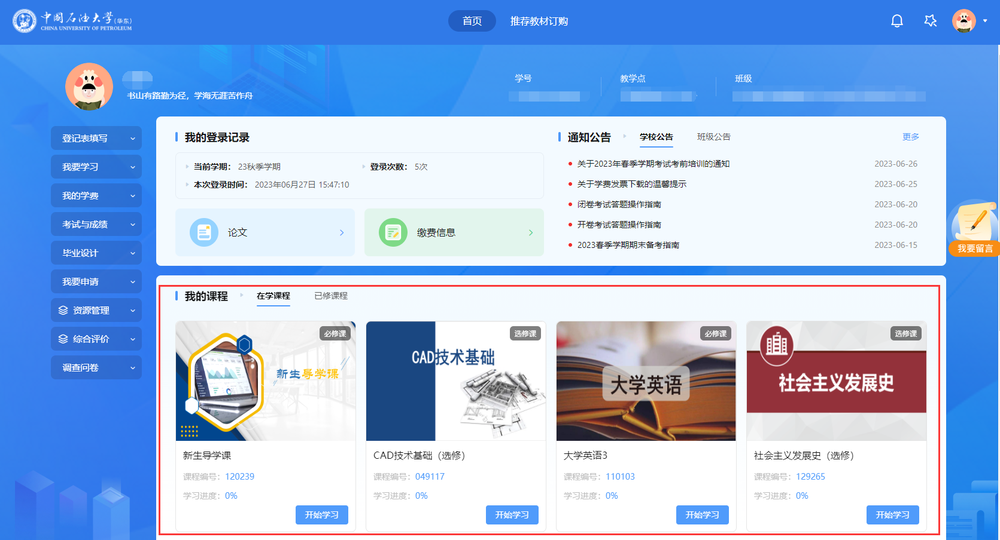 中国石油大学(华东)
CHINA UNIVERSITY OF PETROLEUM
首页
推荐教材订购
书山有路勤为径，学海无涯苦作舟
学号
教学点
班级
登记表填写
我要学习
我的学费
考试与成绩
毕业设计
我要申请
资源管理
综合评价
调查问卷
我的登录记录
当前学期： 23秋季学期
登录次数： 5次
本次登录时间： 2023年06月27日 15:47:10
论文
缴费信息
通知公告
学校公告
班级公告
更多
关于2023年春季学期考试考前培训的通知 2023-06-26
关于学费发票下载的温馨提示 2023-06-25
闭卷考试答题操作指南 2023-06-20
开卷考试答题操作指南 2023-06-20
2023春季学期期末备考指南 2023-06-15
我要留言
我的课程
在学课程
已修课程
必修课
新生导学课
新生导学课
课程编号：120239
学习进度：0%
开始学习
选修课
CAD技术基础
CAD技术基础（选修）
课程编号：049117
学习进度：0%
开始学习
必修课
大学英语
大学英语3
课程编号：110103
学习进度：0%
开始学习
选修课
社会主义发展史
社会主义发展史（选修）
课程编号：129265
学习进度：0%
开始学习